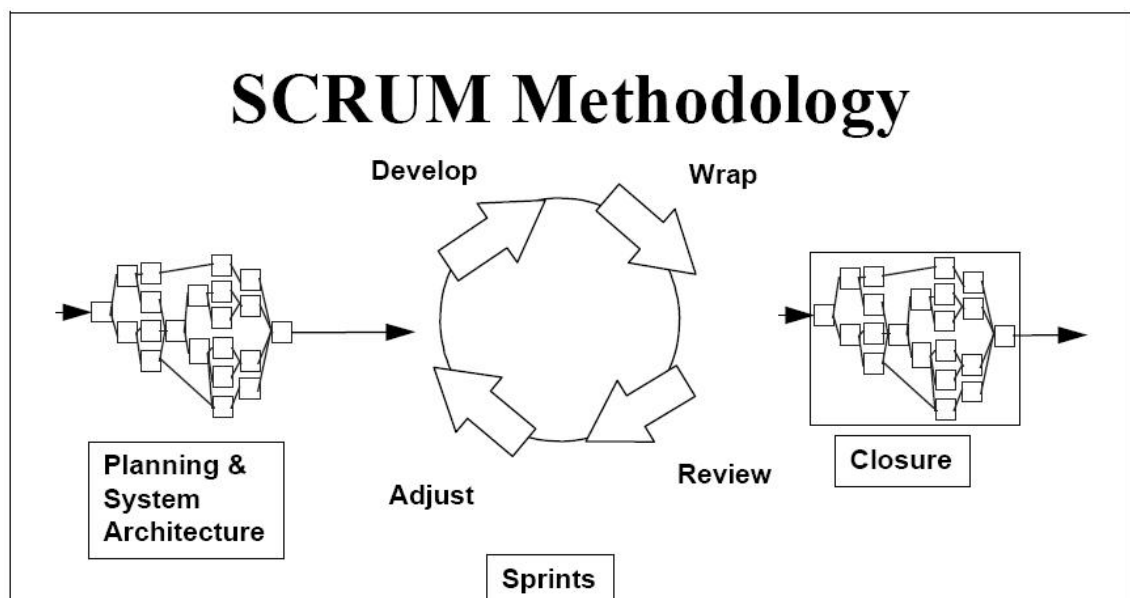 SCRUM Methodology
Develop
Wrap
Planning &
System
Architecture
Adjust
Review
Closure
Sprints